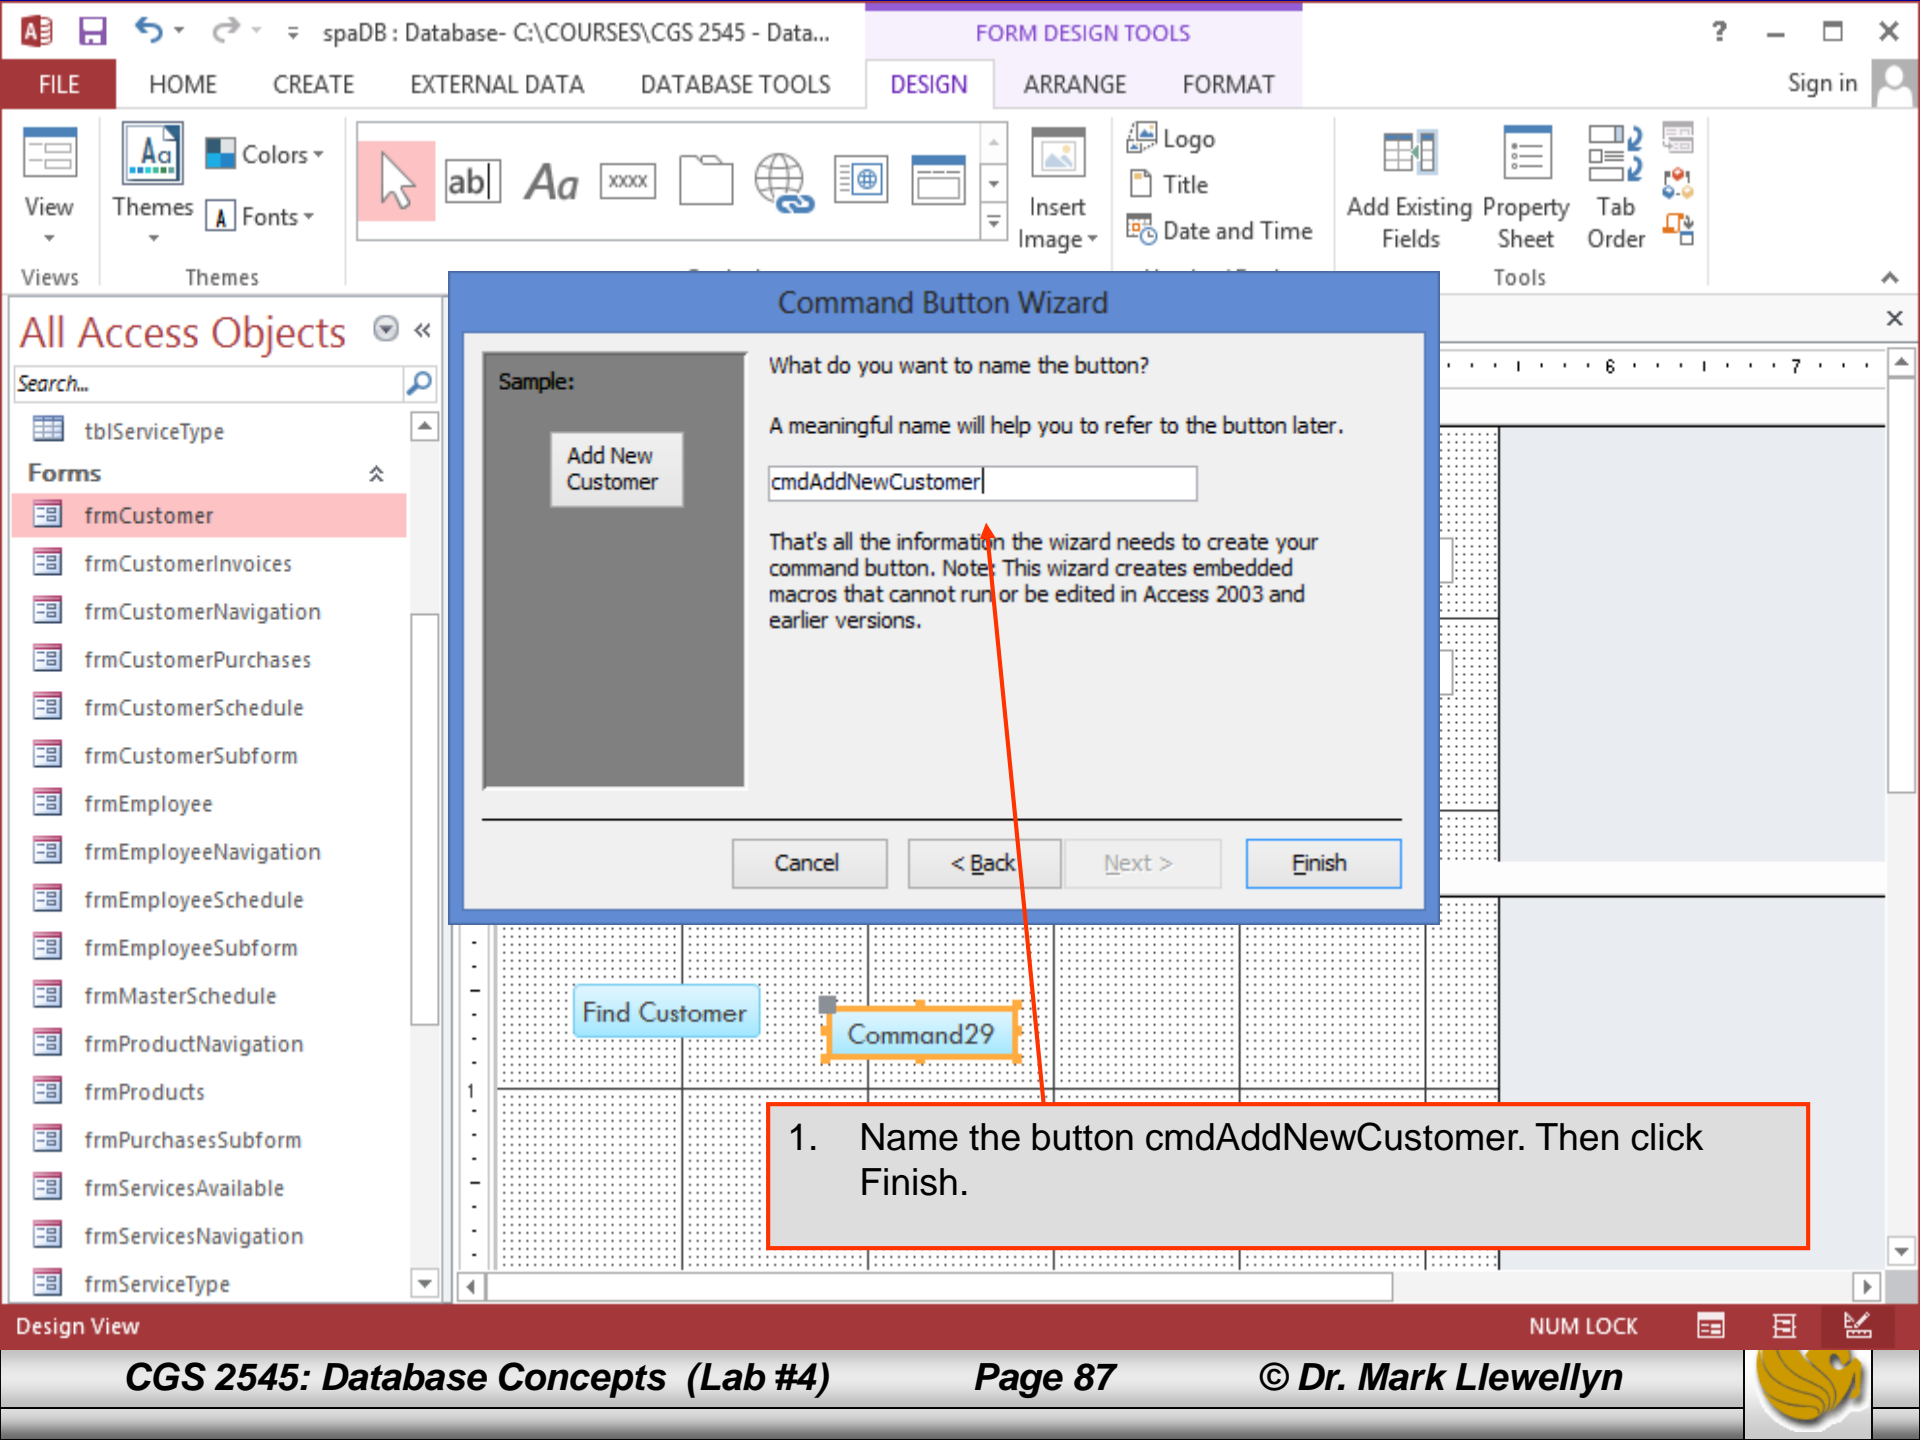 spaDB : Database- C:\COURSES\CGS 2545 - Data...
FORM DESIGN TOOLS
?
FILE HOME CREATE EXTERNAL DATA DATABASE TOOLS DESIGN ARRANGE FORMAT
Sign in
View
Views
Aa
Themes
Colors
A Fonts
Themes
ab
Aa
xxxx
Insert
Image
Logo
Title
Date and Time
Add Existing
Fields
Property
Sheet
Tab
Order
Tools
All Access Objects
«
Search...
tblServiceType
Forms
frmCustomer
frmCustomerInvoices
frmCustomerNavigation
frmCustomerPurchases
frmCustomerSchedule
frmCustomerSubform
frmEmployee
frmEmployeeNavigation
frmEmployeeSchedule
frmEmployeeSubform
frmMasterSchedule
frmProductNavigation
frmProducts
frmPurchasesSubform
frmServicesAvailable
frmServicesNavigation
frmServiceType
Command Button Wizard
Sample:
Add New
Customer
What do you want to name the button?
A meaningful name will help you to refer to the button later.
cmdAddNewCustomer
That's all the information the wizard needs to create your
command button. Note: This wizard creates embedded
macros that cannot run or be edited in Access 2003 and
earlier versions.
Cancel
< Back
Next >
Finish
6
7
Find Customer
Command29
1
1. Name the button cmdAddNewCustomer. Then click
Finish.
Design View
NUM LOCK
CGS 2545: Database Concepts (Lab #4)
Page 87
© Dr. Mark Llewellyn